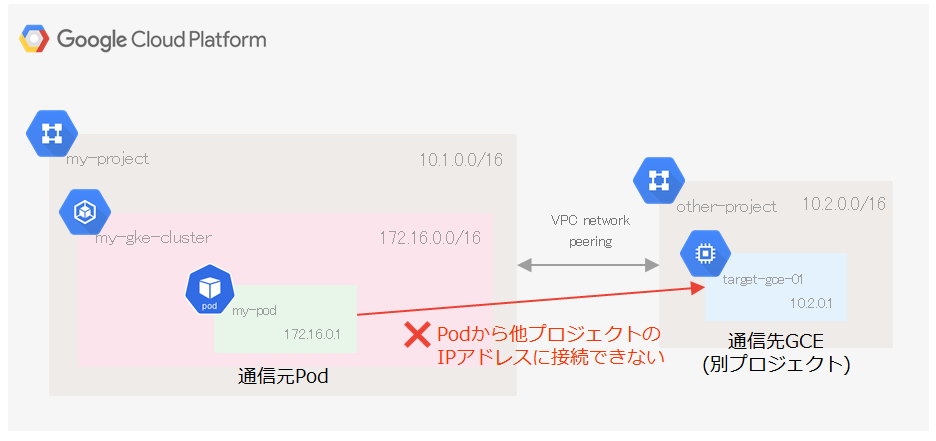 Google Cloud Platform
my-project
10.1.0.0/16
my-gke-cluster
172.16.0.0/16
pod
my-pod
172.16.0.1
通信元Pod
VPC network
peering
other-project
10.2.0.0/16
target-gce-01
10.2.0.1
通信先GCE
(別プロジェクト)
Podから他プロジェクトの
IPアドレスに接続できない